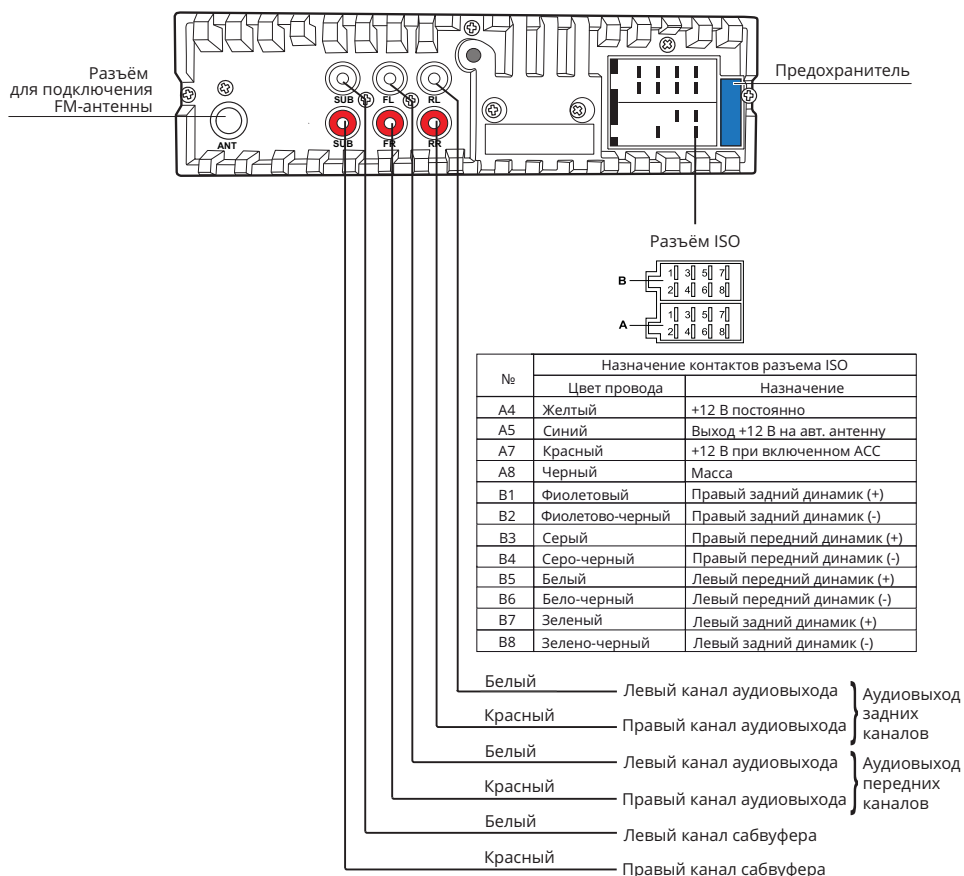 Разъём
для подключения
FM-антенны
Предохранитель
SUB FL RL
ANT SUB FR RR
Разъём ISO
B
1 3 5 7
2 4 6 8
A
1 3 5 7
2 4 6 8
№ Назначение контактов разъема ISO
Цвет провода Назначение
A4 Желтый +12 В постоянно
A5 Синий Выход +12 В на авт. антенну
A7 Красный +12 В при включенном ACC
A8 Черный Масса
B1 Фиолетовый Правый задний динамик (+)
B2 Фиолетово-черный Правый задний динамик (-)
B3 Серый Правый передний динамик (+)
B4 Серо-черный Правый передний динамик (-)
B5 Белый Левый передний динамик (+)
B6 Бело-черный Левый передний динамик (-)
B7 Зеленый Левый задний динамик (+)
B8 Зелено-черный Левый задний динамик (-)
Белый Левый канал аудиовыхода
Красный Правый канал аудиовыхода
Аудиовыход
задних
каналов
Белый Левый канал аудиовыхода
Красный Правый канал аудиовыхода
Аудиовыход
передних
каналов
Белый Левый канал сабвуфера
Красный Правый канал сабвуфера